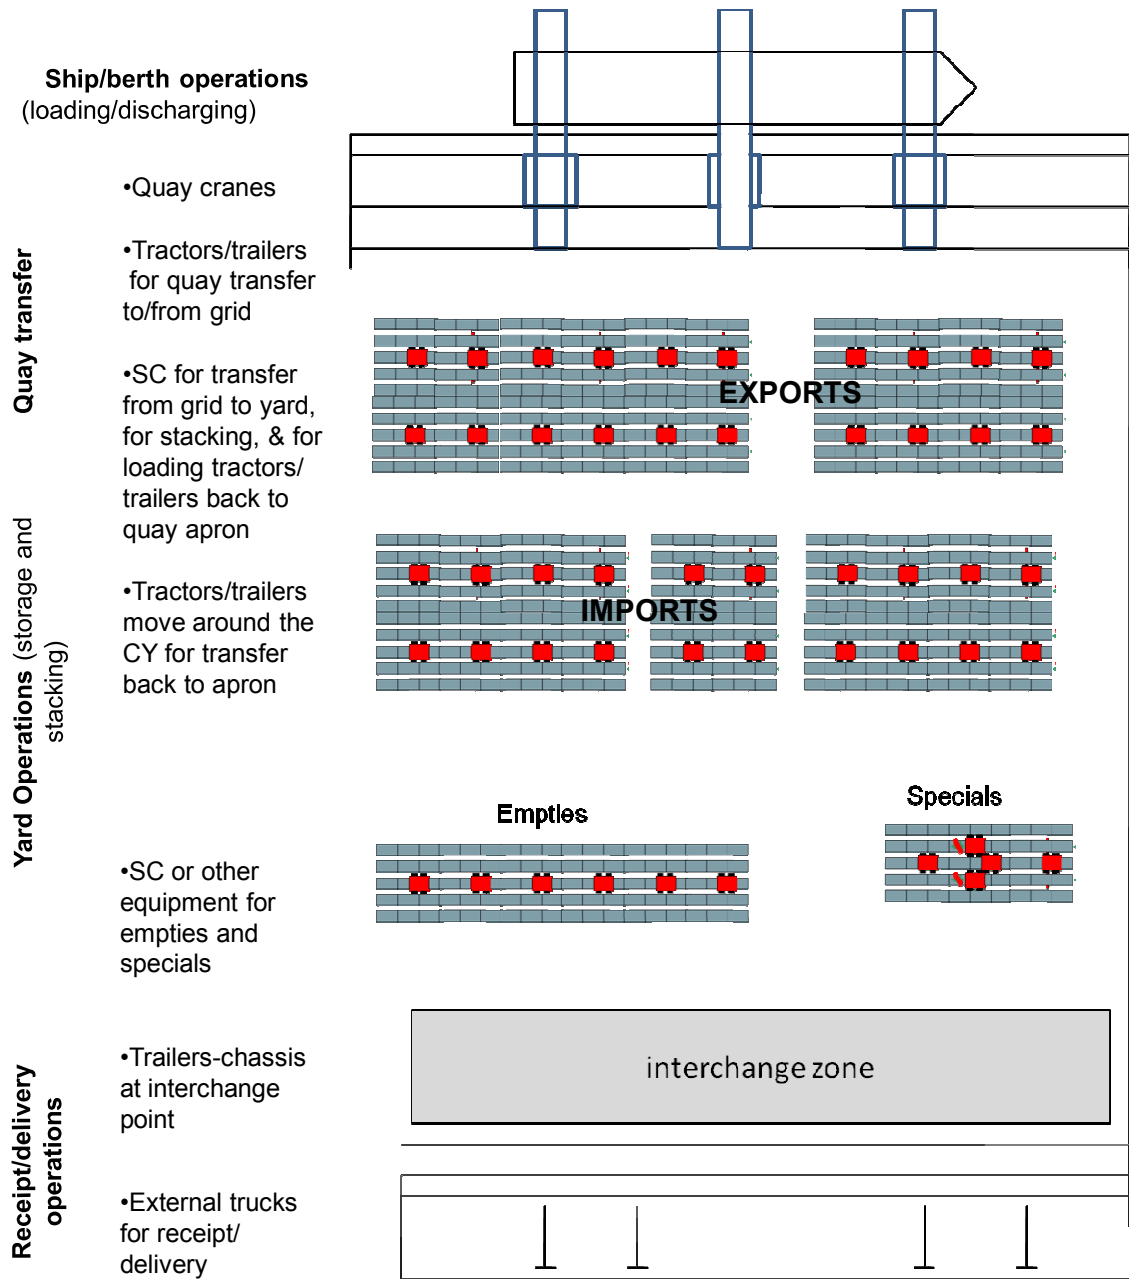 Ship/berth operations
(loading/discharging)
•Quay cranes
Quay transfer
•Tractors/trailers
for quay transfer
to/from grid
•SC for transfer
from grid to yard,
for stacking, & for
loading tractors/
trailers back to
quay apron
EXPORTS
Yard Operations (storage and
stacking)
•Tractors/trailers
move around the
CY for transfer
back to apron
IMPORTS
Empties
Specials
•SC or other
equipment for
empties and
specials
Receipt/delivery
operations
•Trailers-chassis
at interchange
point
interchange zone
•External trucks
for receipt/
delivery